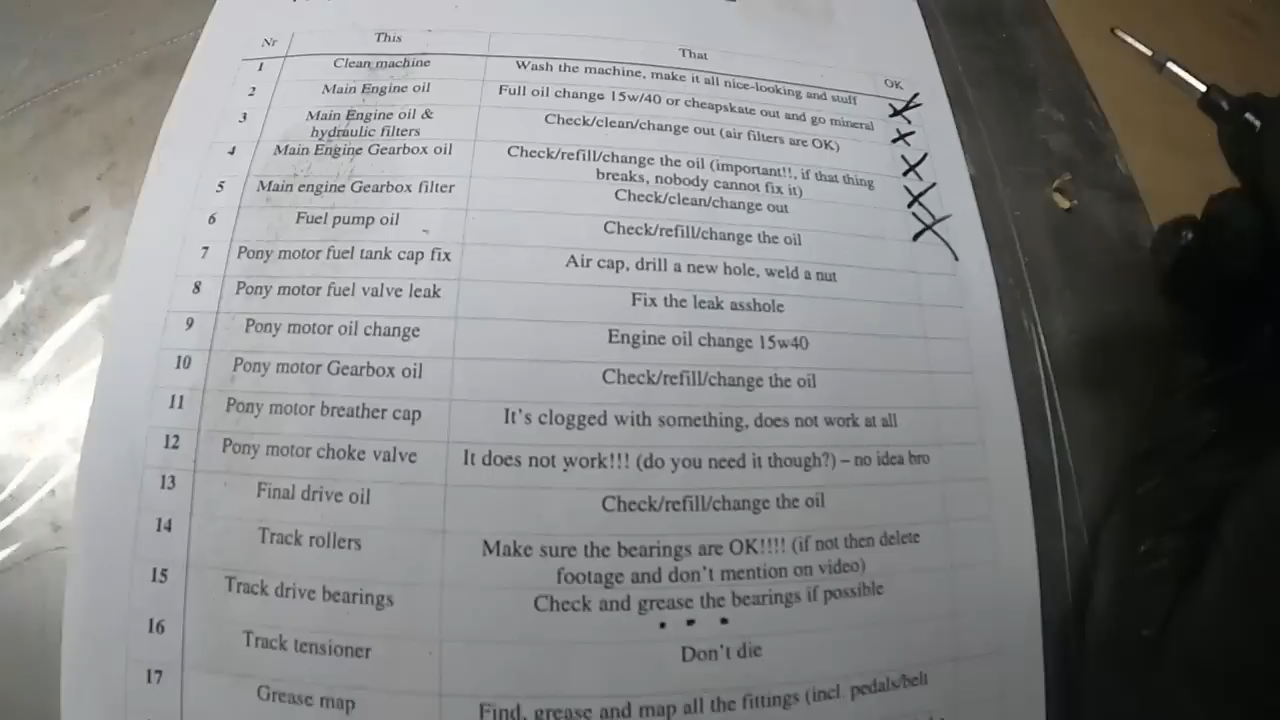 Nr This That OK
1 Clean machine Wash the machine, make it all nice-looking and stuff
2 Main Engine oil Full oil change 15w/40 or cheapskate out and go mineral
3 Main Engine oil & hydraulic filters Check/clean/change out (air filters are OK)
4 Main Engine Gearbox oil Check/refill/change the oil (important!!, if that thing
breaks, nobody cannot fix it)
5 Main engine Gearbox filter Check/clean/change out
6 Fuel pump oil Check/refill/change the oil
7 Pony motor fuel tank cap fix Air cap, drill a new hole, weld a nut
8 Pony motor fuel valve leak Fix the leak asshole
9 Pony motor oil change Engine oil change 15w40
10 Pony motor Gearbox oil Check/refill/change the oil
11 Pony motor breather cap It's clogged with something, does not work at all
12 Pony motor choke valve It does not work!!! (do you need it though?) – no idea bro
13 Final drive oil Check/refill/change the oil
14 Track rollers Make sure the bearings are OK!!!! (if not then delete
footage and don't mention on video)
15 Track drive bearings Check and grease the bearings if possible
16 Track tensioner Don't die
17 Grease map Find, grease and map all the fittings (incl. pedals/belt